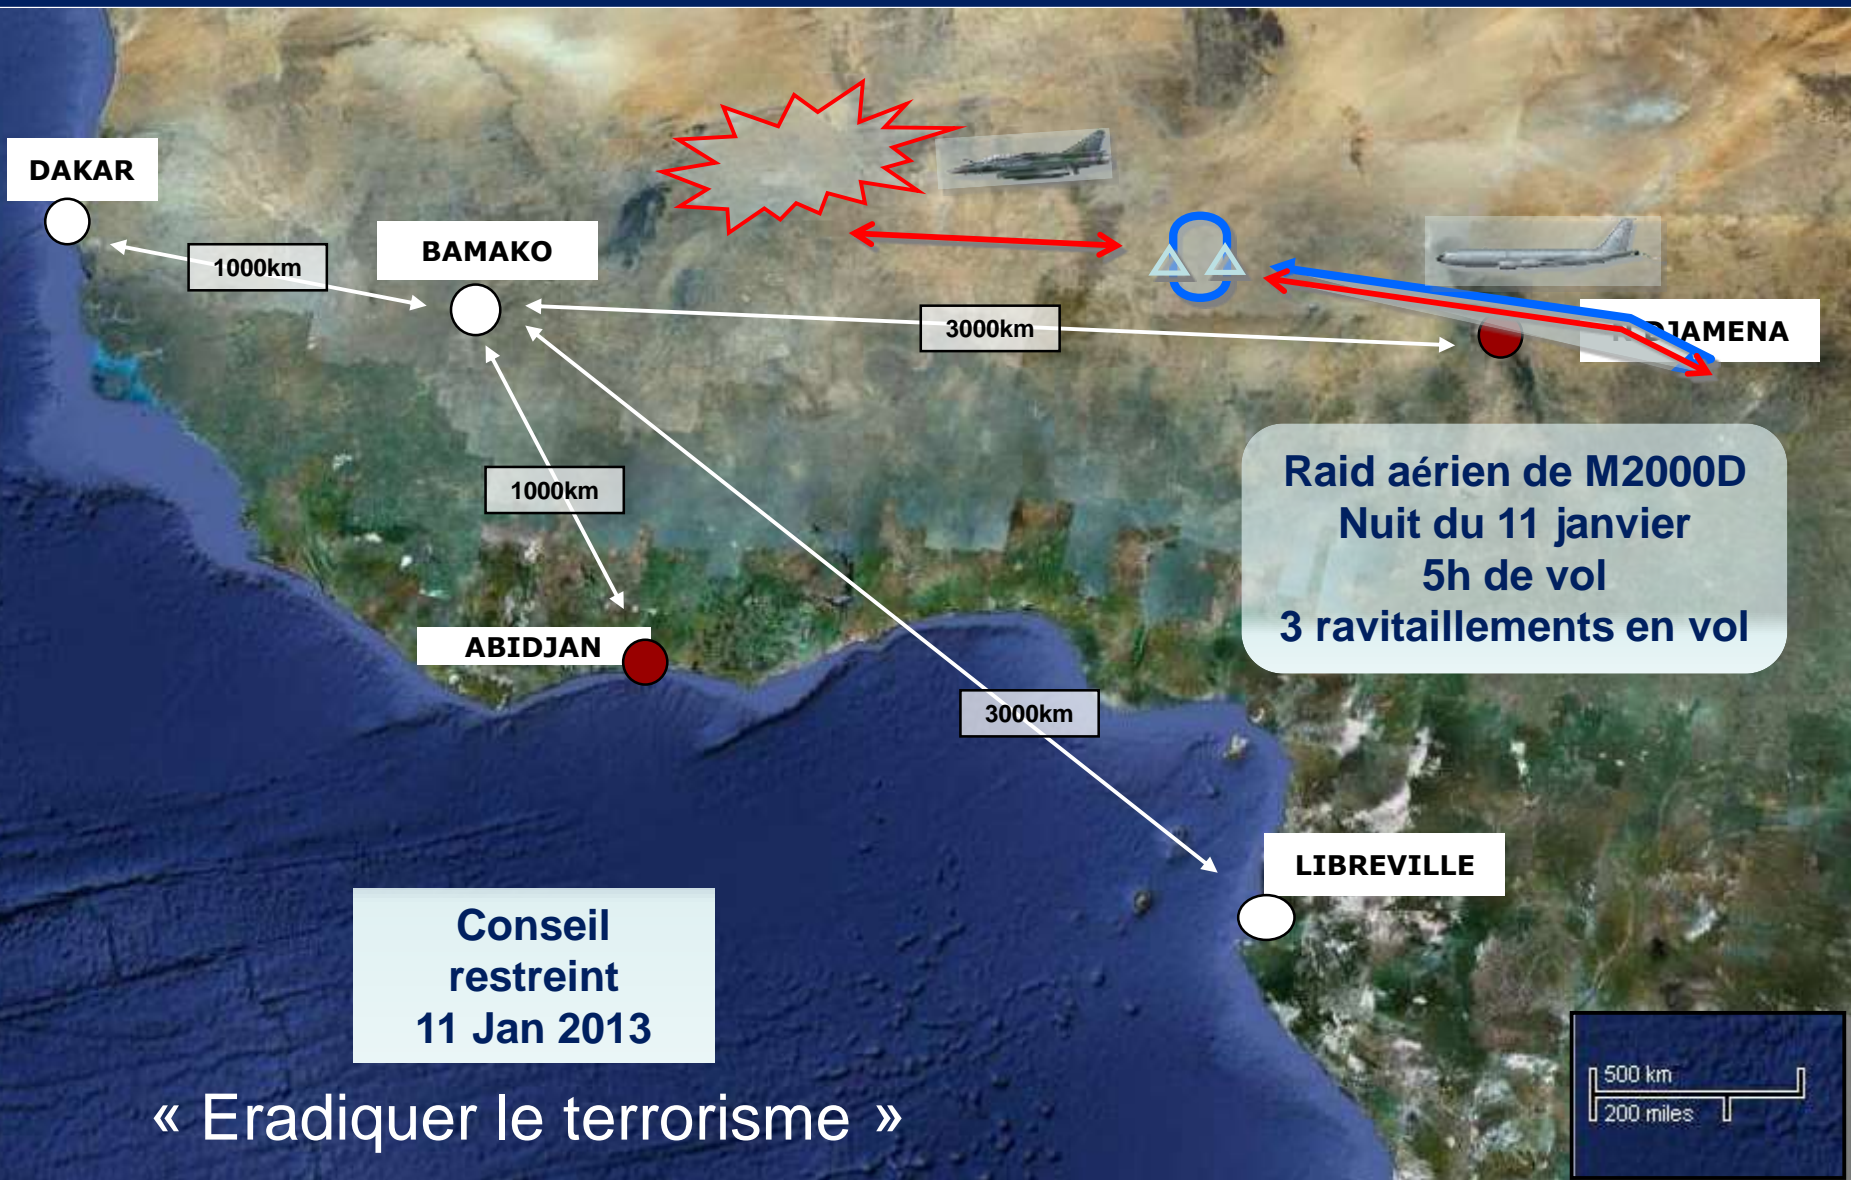 DAKAR
1000km
BAMAKO
3000km
DJAMENA
1000km
Raid aérien de M2000D
Nuit du 11 janvier
5h de vol
3 ravitaillements en vol
ABIDJAN
3000km
LIBREVILLE
Conseil
restreint
11 Jan 2013
« Eradiquer le terrorisme »
500 km
200 miles